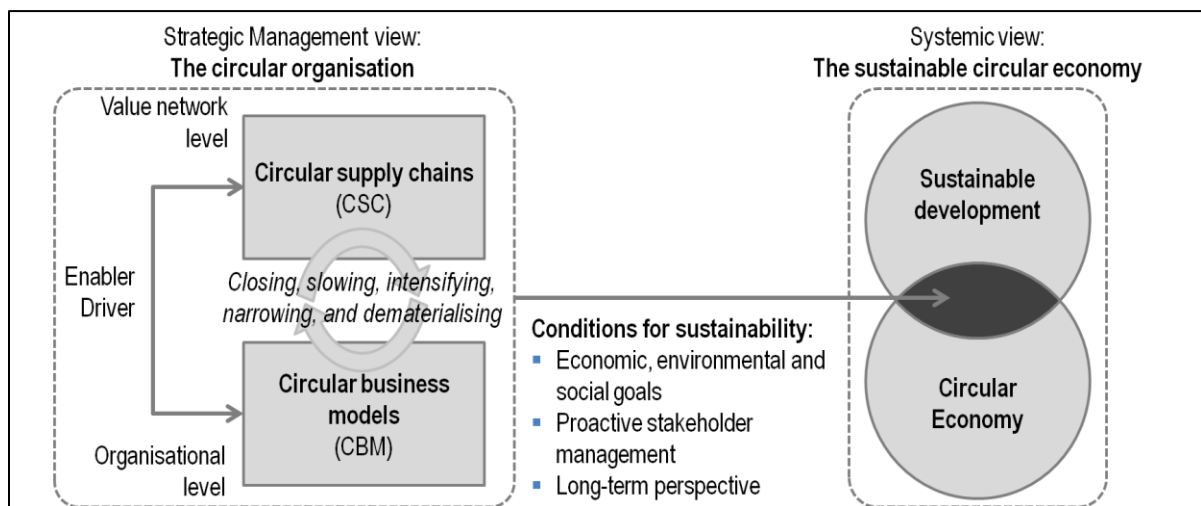 Strategic Management view:
The circular organisation
Value network
level
Circular supply chains
(CSC)
Enabler
Driver
Closing, slowing, intensifying,
narrowing, and dematerialising
Circular business
models
(CBM)
Organisational
level
Conditions for sustainability:
▪ Economic, environmental and
social goals
▪ Proactive stakeholder
management
▪ Long-term perspective
Systemic view:
The sustainable circular economy
Sustainable
development
Circular
Economy